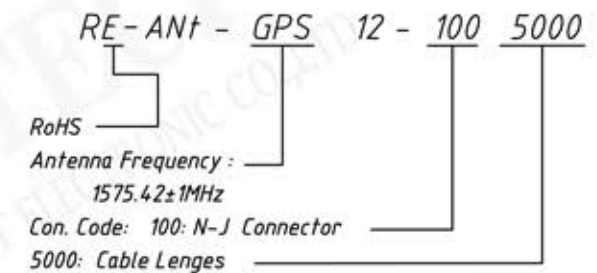 RE-ANt - GPS 12 - 100 5000
RoHS
Antenna Frequency :
1575.42±1MHz
Con. Code: 100: N-J Connector
5000: Cable Lenges